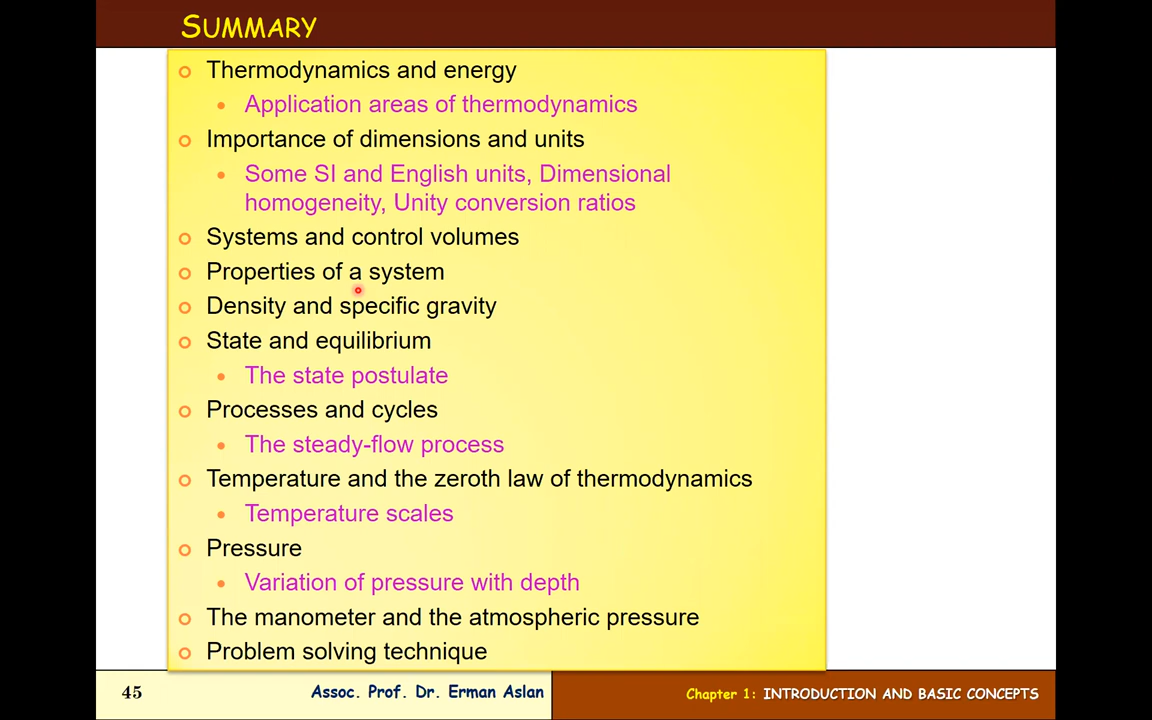 SUMMARY
Thermodynamics and energy
Application areas of thermodynamics
Importance of dimensions and units
Some SI and English units, Dimensional
homogeneity, Unity conversion ratios
Systems and control volumes
Properties of a system
Density and specific gravity
State and equilibrium
The state postulate
Processes and cycles
The steady-flow process
Temperature and the zeroth law of thermodynamics
Temperature scales
Pressure
Variation of pressure with depth
The manometer and the atmospheric pressure
Problem solving technique
45 Assoc. Prof. Dr. Erman Aslan Chapter 1: INTRODUCTION AND BASIC CONCEPTS